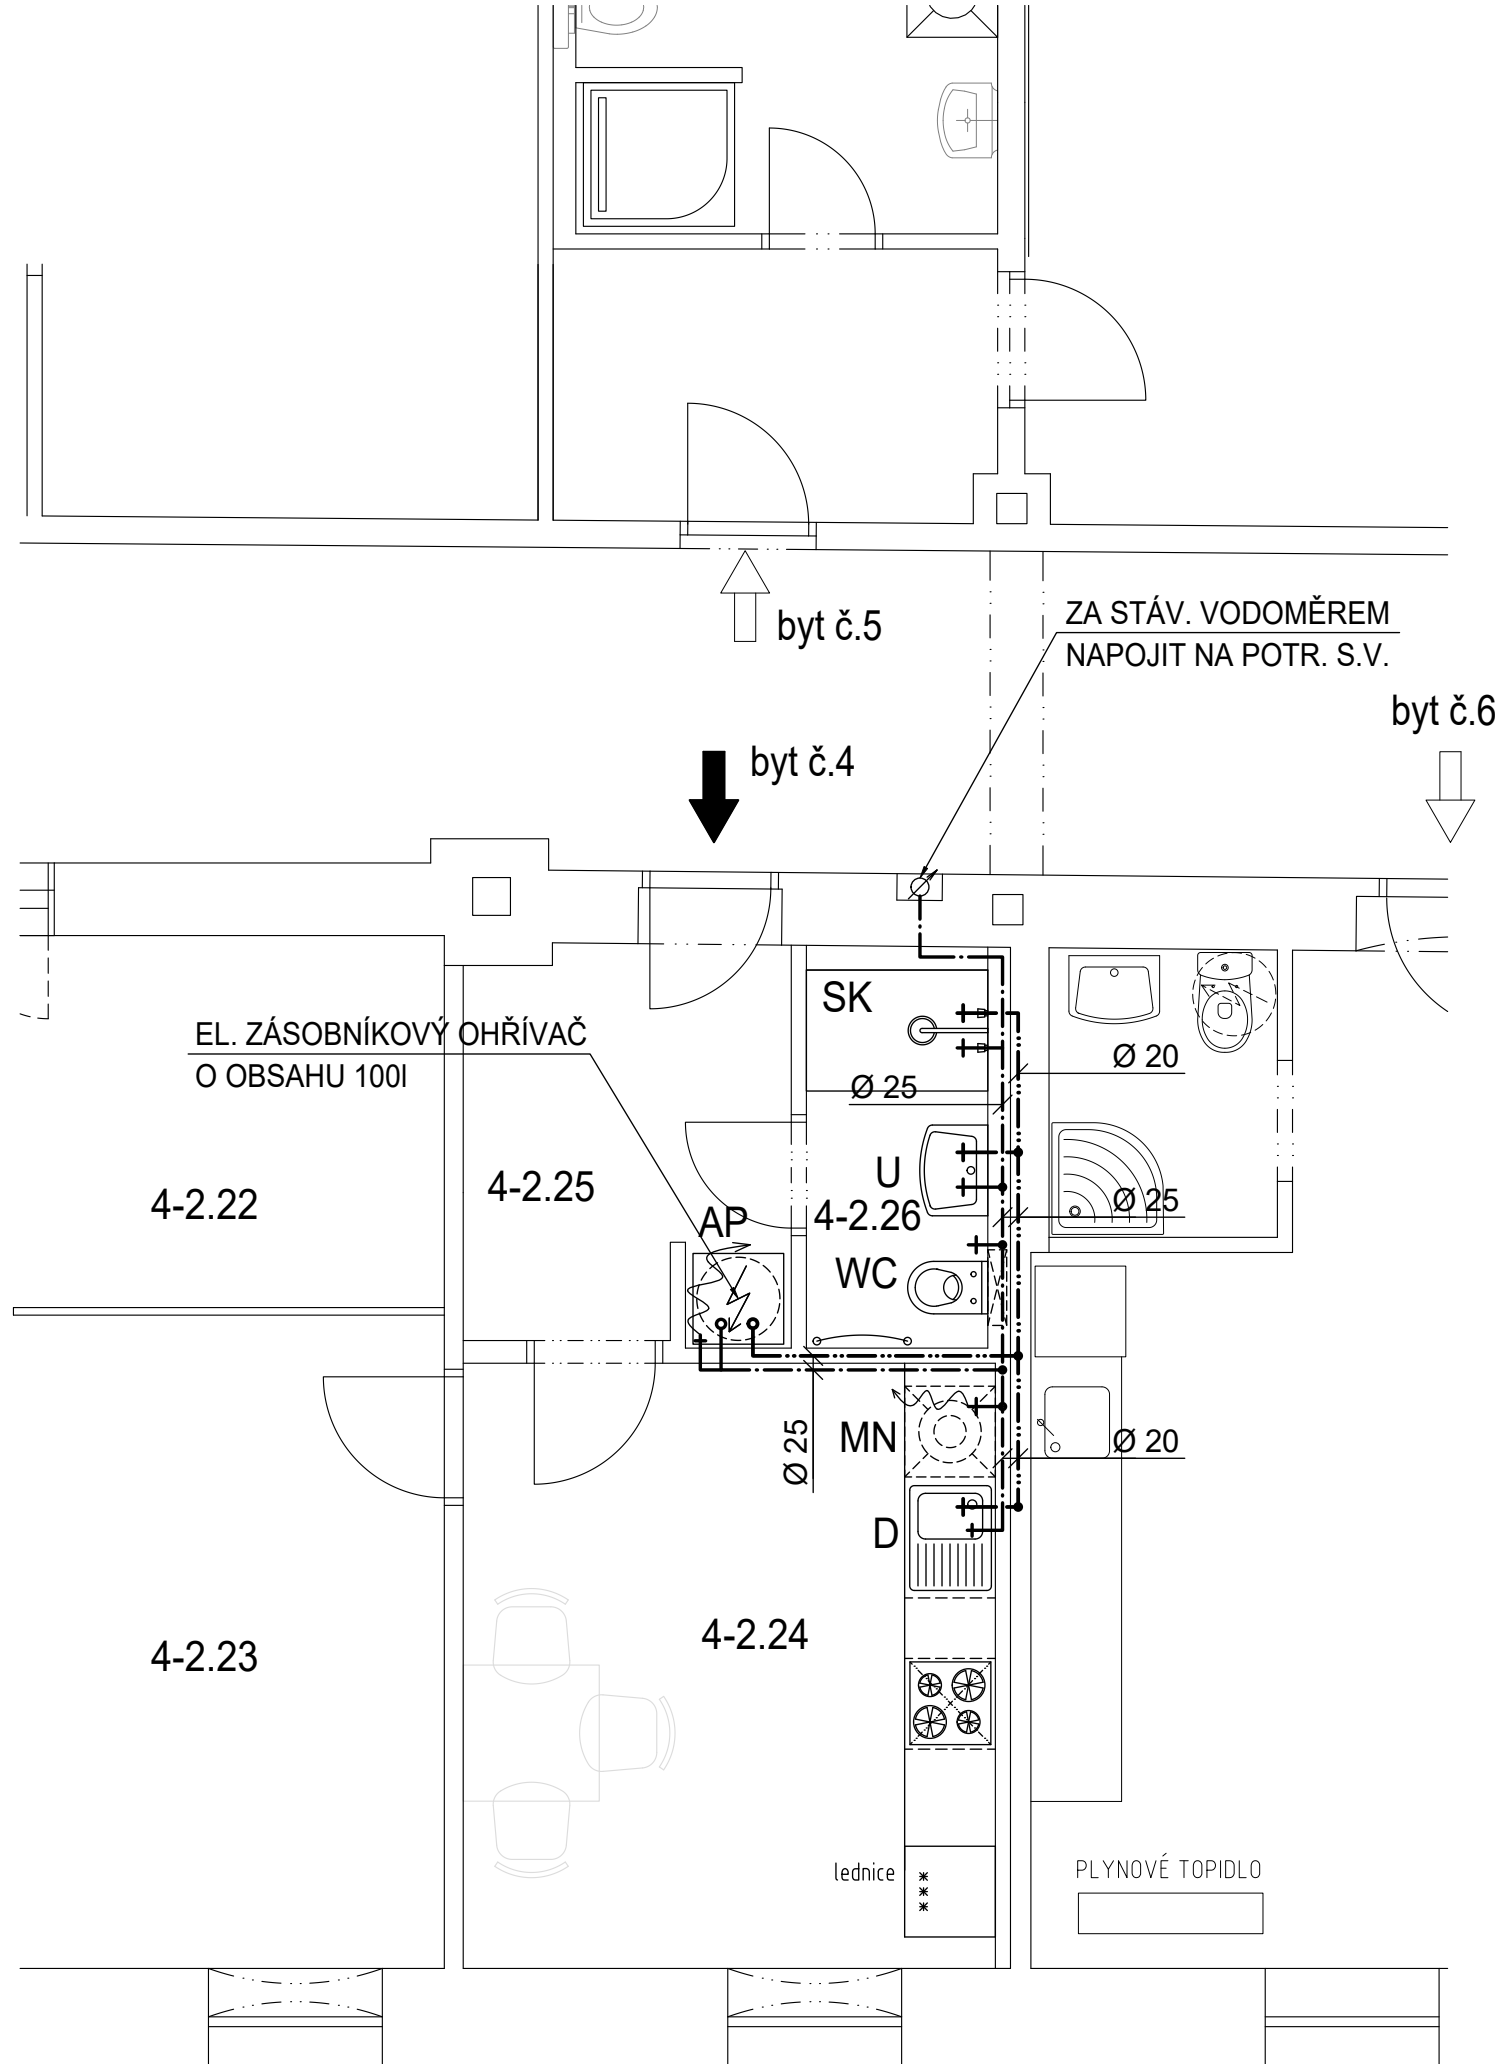 byt č.5
ZA STÁV. VODOMĚREM
NAPOJIT NA POTR. S.V.
byt č.6
byt č.4
SK
EL. ZÁSOBNÍKOVÝ OHŘÍVAČ
O OBSAHU 100l
Ø 20
Ø 25
U
4-2.22
4-2.25
4-2.26
Ø 25
AP
WC
MN
Ø 25
Ø 20
D
4-2.23
4-2.24
lednice
PLYNOVÉ TOPIDLO